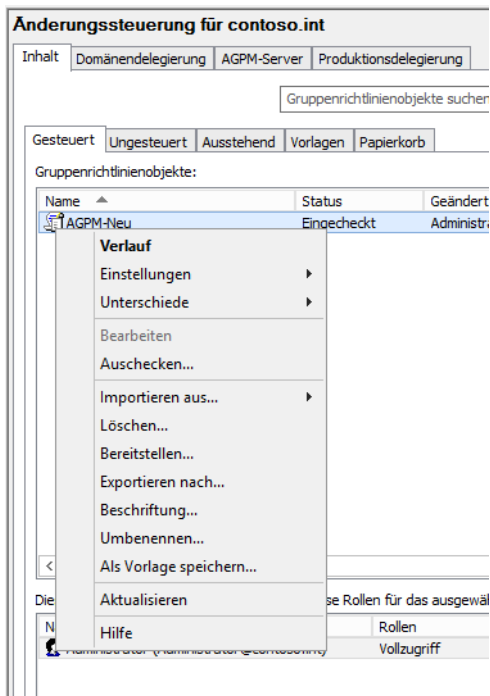 Änderungssteuerung für contoso.int
Inhalt Domänendelegierung AGPM-Server Produktionsdelegierung
Gruppenrichtlinienobjekte suchen
Gesteuert Ungesteuert Ausstehend Vorlagen Papierkorb
Gruppenrichtlinienobjekte:
Name Status Geändert
AGPM-Neu Eingecheckt
Verlauf
Einstellungen
Unterschiede
Bearbeiten
Auschecken...
Importieren aus...
Löschen...
Bereitstellen...
Exportieren nach...
Beschriftung...
Umbenennen...
Als Vorlage speichern...
Die se Rollen für das
Aktualisieren
Rollen
Hilfe
Vollzugriff